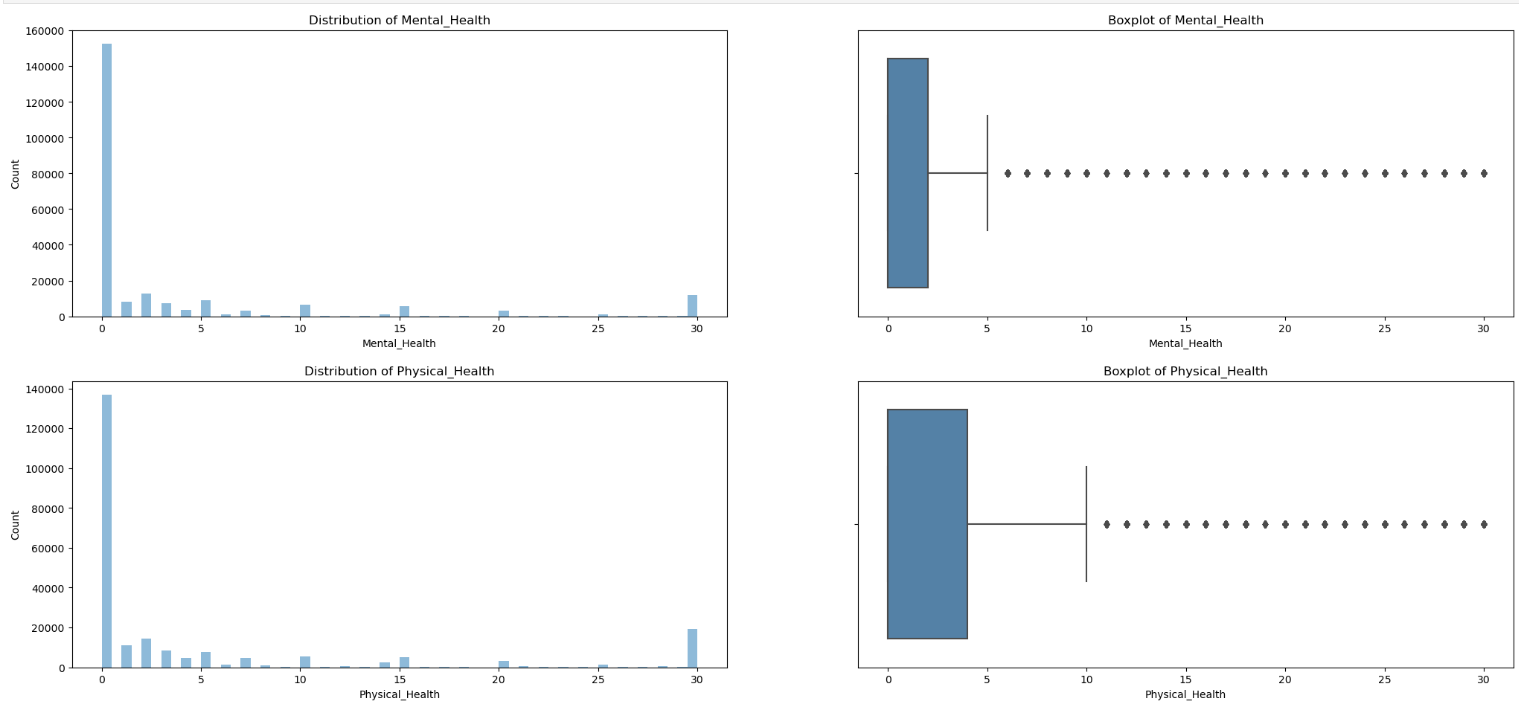 Distribution of Mental_Health
Boxplot of Mental_Health
160000
140000
120000
100000
80000
60000
40000
20000
0
Count
0 5 10 15 20 25 30
Mental_Health
0 5 10 15 20 25 30
Mental_Health
Distribution of Physical_Health
Boxplot of Physical_Health
140000
120000
100000
80000
60000
40000
20000
0
Count
0 5 10 15 20 25 30
Physical_Health
0 5 10 15 20 25 30
Physical_Health